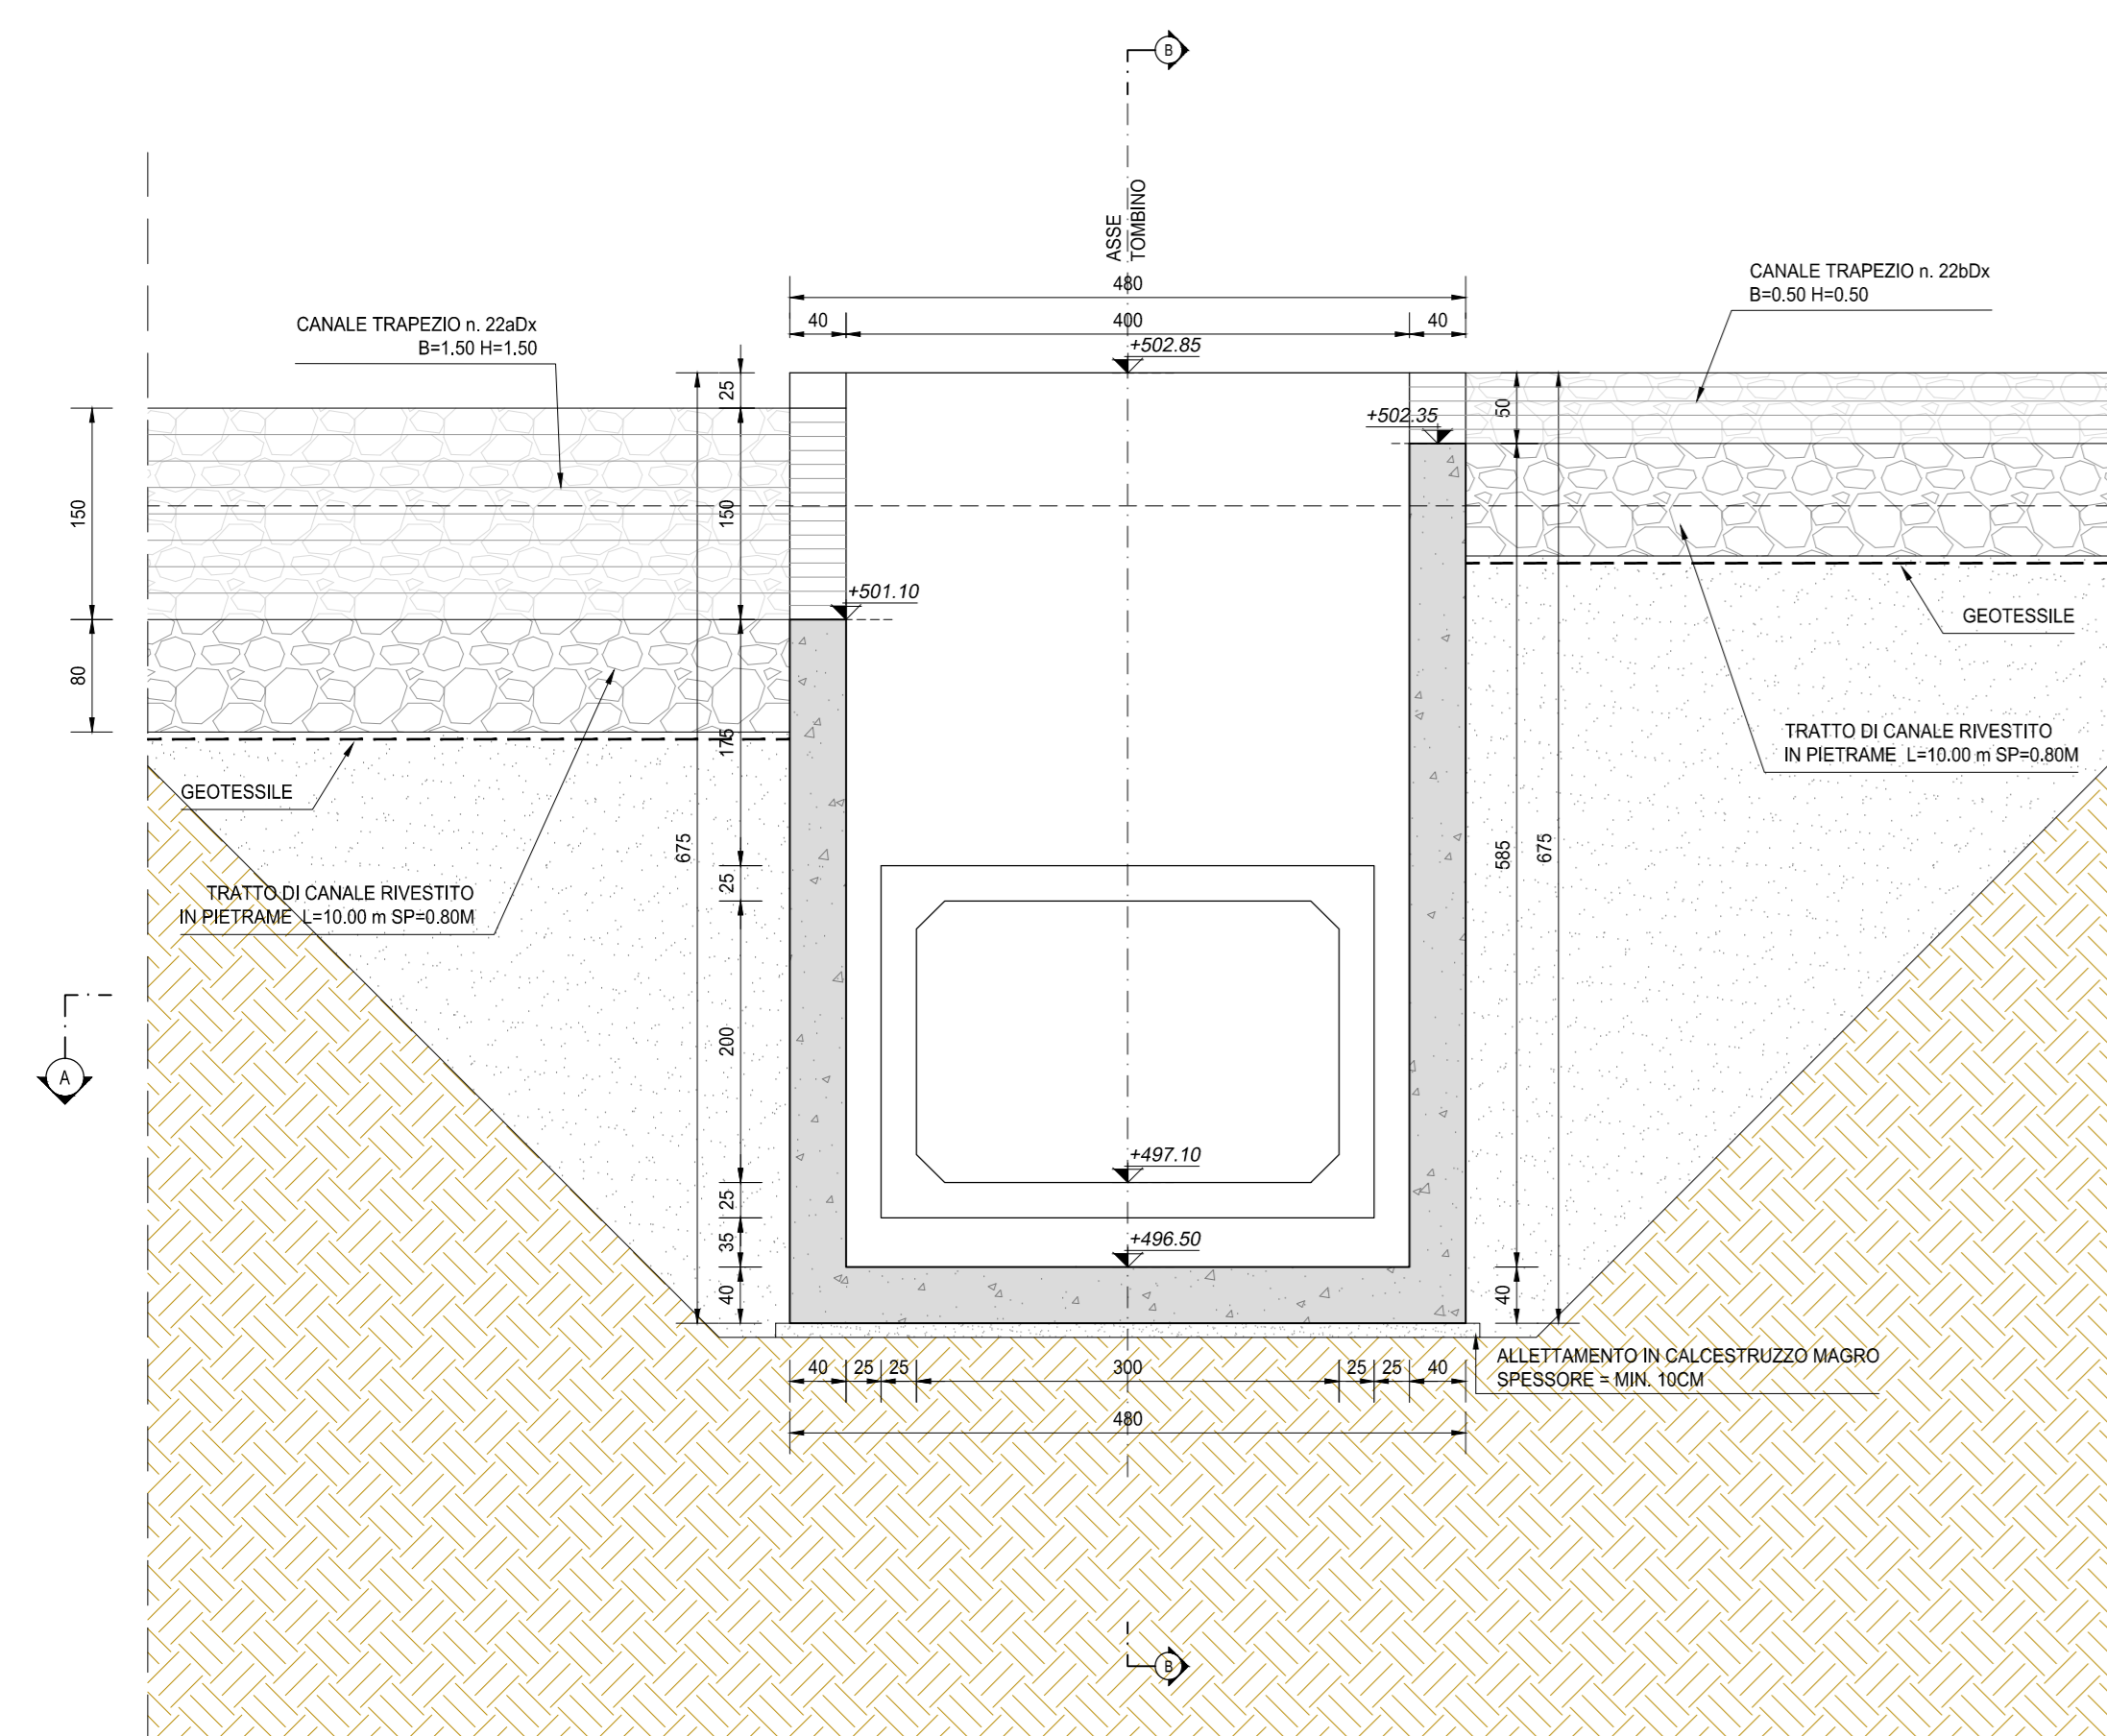 B
ASSE
TOMBINO
480
40
400
40
CANALE TRAPEZIO n. 22aDx
B=1.50 H=1.50
CANALE TRAPEZIO n. 22bDx
B=0.50 H=0.50
+502.85
25
50
+502.35
150
150
+501.10
GEOTESSILE
80
175
TRATTO DI CANALE RIVESTITO
IN PIETRAME L=10.00 m SP=0.80M
GEOTESSILE
675
585
675
25
TRATTO DI CANALE RIVESTITO
IN PIETRAME L=10.00 m SP=0.80M
200
A
+497.10
25
35
+496.50
40
40
ALLETTAMENTO IN CALCESTRUZZO MAGRO
SPESSORE = MIN. 10CM
40
25
25
300
25
25
40
480
B